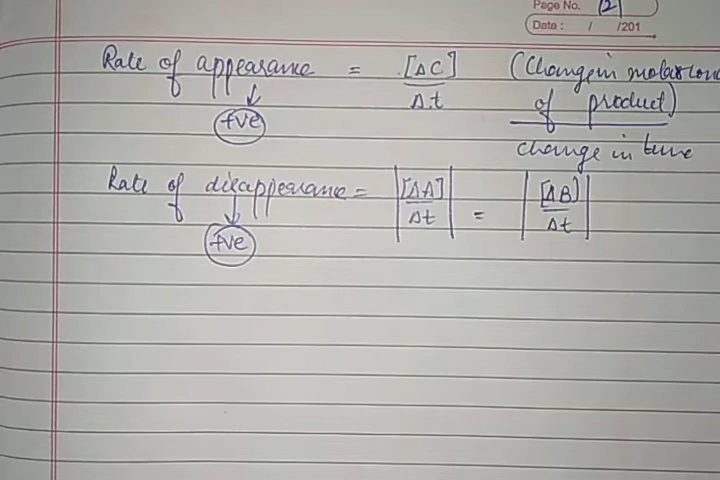 Page No. 121
Date : / /201
Rate of appearance = [ΔC] / Δt (Change in molar conc
of product)
change in time
+ve
Rate of disappearance = |[ΔA] / Δt| = |[ΔB] / Δt|
+ve